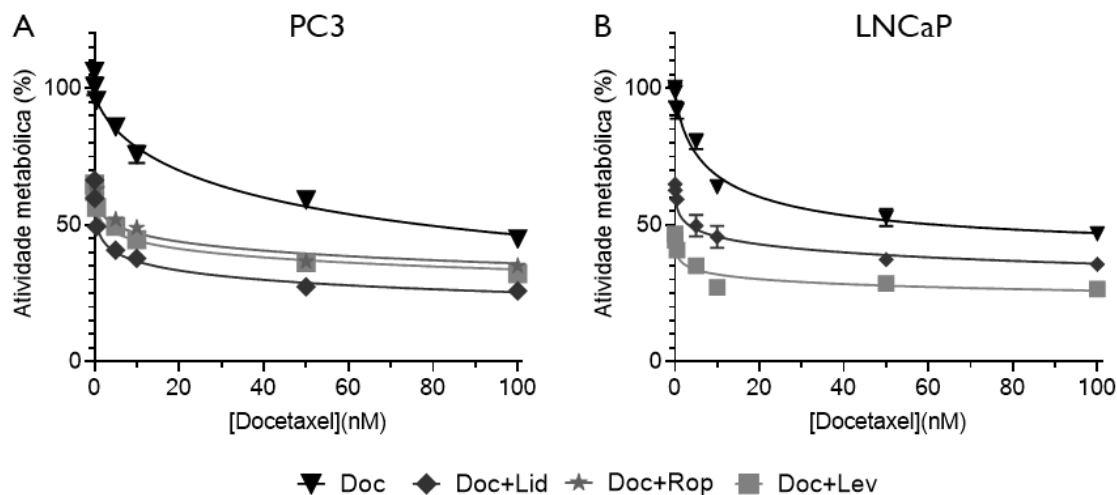 A PC3
Atividade metabólica (%)
100
50
0
0 20 40 60 80 100
[Docetaxel](nM)
B LNCaP
Atividade metabólica (%)
100
50
0
0 20 40 60 80 100
[Docetaxel](nM)
Doc Doc+Lid Doc+Rop Doc+Lev